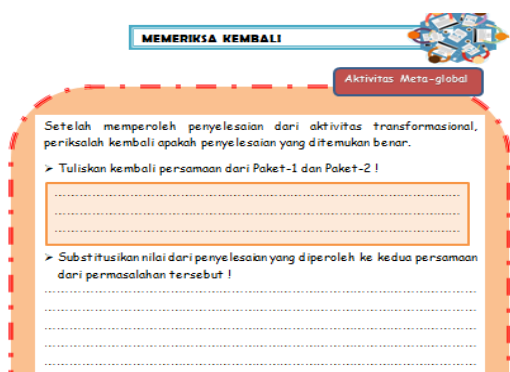 MEMERIKSA KEMBALI
Aktivitas Meta-global
Setelah memperoleh penyelesaian dari aktivitas transformasional,
periksalah kembali apakah penyelesaian yang ditemukan benar.
➢ Tuliskan kembali persamaan dari Paket-1 dan Paket-2 !
➢ Substitusikan nilai dari penyelesaian yang diperoleh ke kedua persamaan
dari permasalahan tersebut !